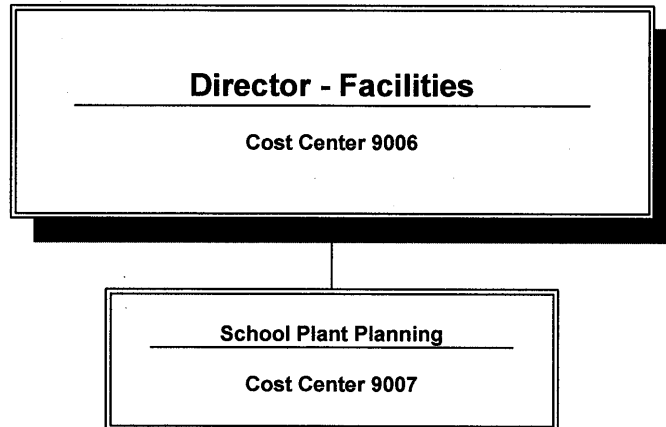 Director - Facilities
Cost Center 9006
School Plant Planning
Cost Center 9007